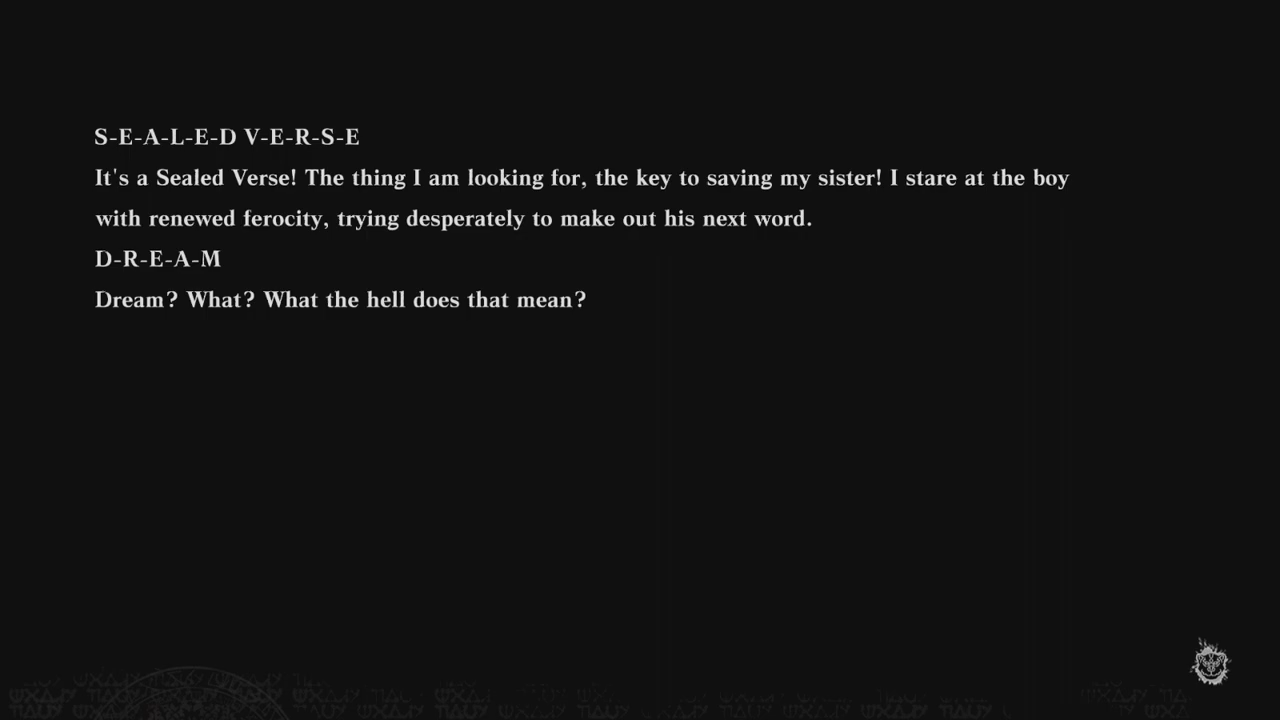 S-E-A-L-E-D V-E-R-S-E
It's a Sealed Verse! The thing I am looking for, the key to saving my sister! I stare at the boy
with renewed ferocity, trying desperately to make out his next word.
D-R-E-A-M
Dream? What? What the hell does that mean?